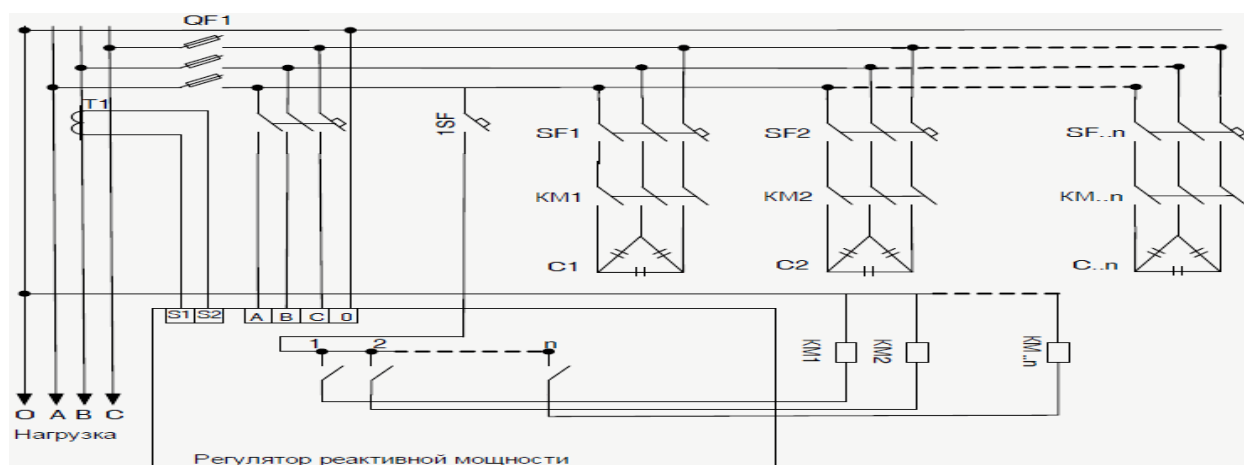 QF1
T1
1SF
SF1
SF2
SF..n
KM1
KM2
KM..n
C1
C2
C..n
S1 S2 A B C 0
1 2 n
KM1
KM2
KM..n
O A B C
Нагрузка
Регулятор реактивной мощности